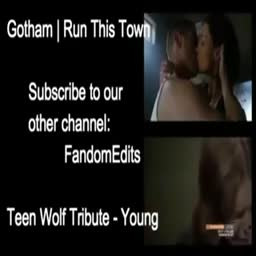 Gotham | Run This Town
Subscribe to our
other channel:
FandomEdits
Teen Wolf Tribute - Young